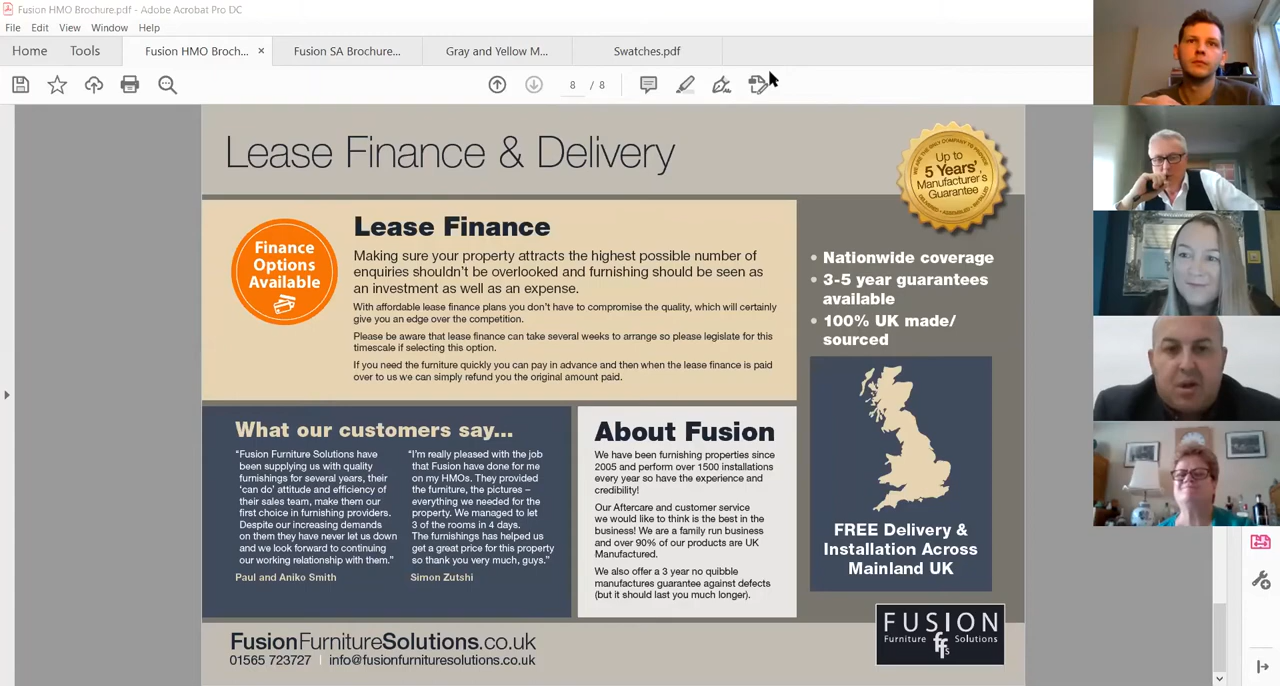 Fusion HMO Brochure.pdf - Adobe Acrobat Pro DC
File Edit View Window Help
Home Tools Fusion HMO Broch... × Fusion SA Brochure... Gray and Yellow M... Swatches.pdf
8 / 8
Lease Finance & Delivery
WE ARE THE ONLY COMPANY TO PROVIDE
Up to
5 Years'
Manufacturer's
Guarantee
DELIVERED • ASSEMBLED • INSTALLED
Finance
Options
Available
Lease Finance
Making sure your property attracts the highest possible number of
enquiries shouldn't be overlooked and furnishing should be seen as
an investment as well as an expense.
With affordable lease finance plans you don't have to compromise the quality, which will certainly
give you an edge over the competition.
Please be aware that lease finance can take several weeks to arrange so please legislate for this
timescale if selecting this option.
If you need the furniture quickly you can pay in advance and then when the lease finance is paid
over to us we can simply refund you the original amount paid.
• Nationwide coverage
• 3-5 year guarantees
available
• 100% UK made/
sourced
What our customers say...
"Fusion Furniture Solutions have
been supplying us with quality
furnishings for several years, their
'can do' attitude and efficiency of
their sales team, make them our
first choice in furnishing providers.
Despite our increasing demands
on them they have never let us down
and we look forward to continuing
our working relationship with them."
Paul and Aniko Smith
"I'm really pleased with the job
that Fusion have done for me
on my HMOs. They provided
the furniture, the pictures –
everything we needed for the
property. We managed to let
3 of the rooms in 4 days.
The furnishings has helped us
get a great price for this property
so thank you very much, guys."
Simon Zutshi
About Fusion
We have been furnishing properties since
2005 and perform over 1500 installations
every year so have the experience and
credibility!
Our Aftercare and customer service
we would like to think is the best in the
business! We are a family run business
and over 90% of our products are UK
Manufactured.
We also offer a 3 year no quibble
manufactures guarantee against defects
(but it should last you much longer).
FREE Delivery &
Installation Across
Mainland UK
FusionFurnitureSolutions.co.uk
01565 723727 | info@fusionfurnituresolutions.co.uk
FUSION
Furniture Solutions
ffs